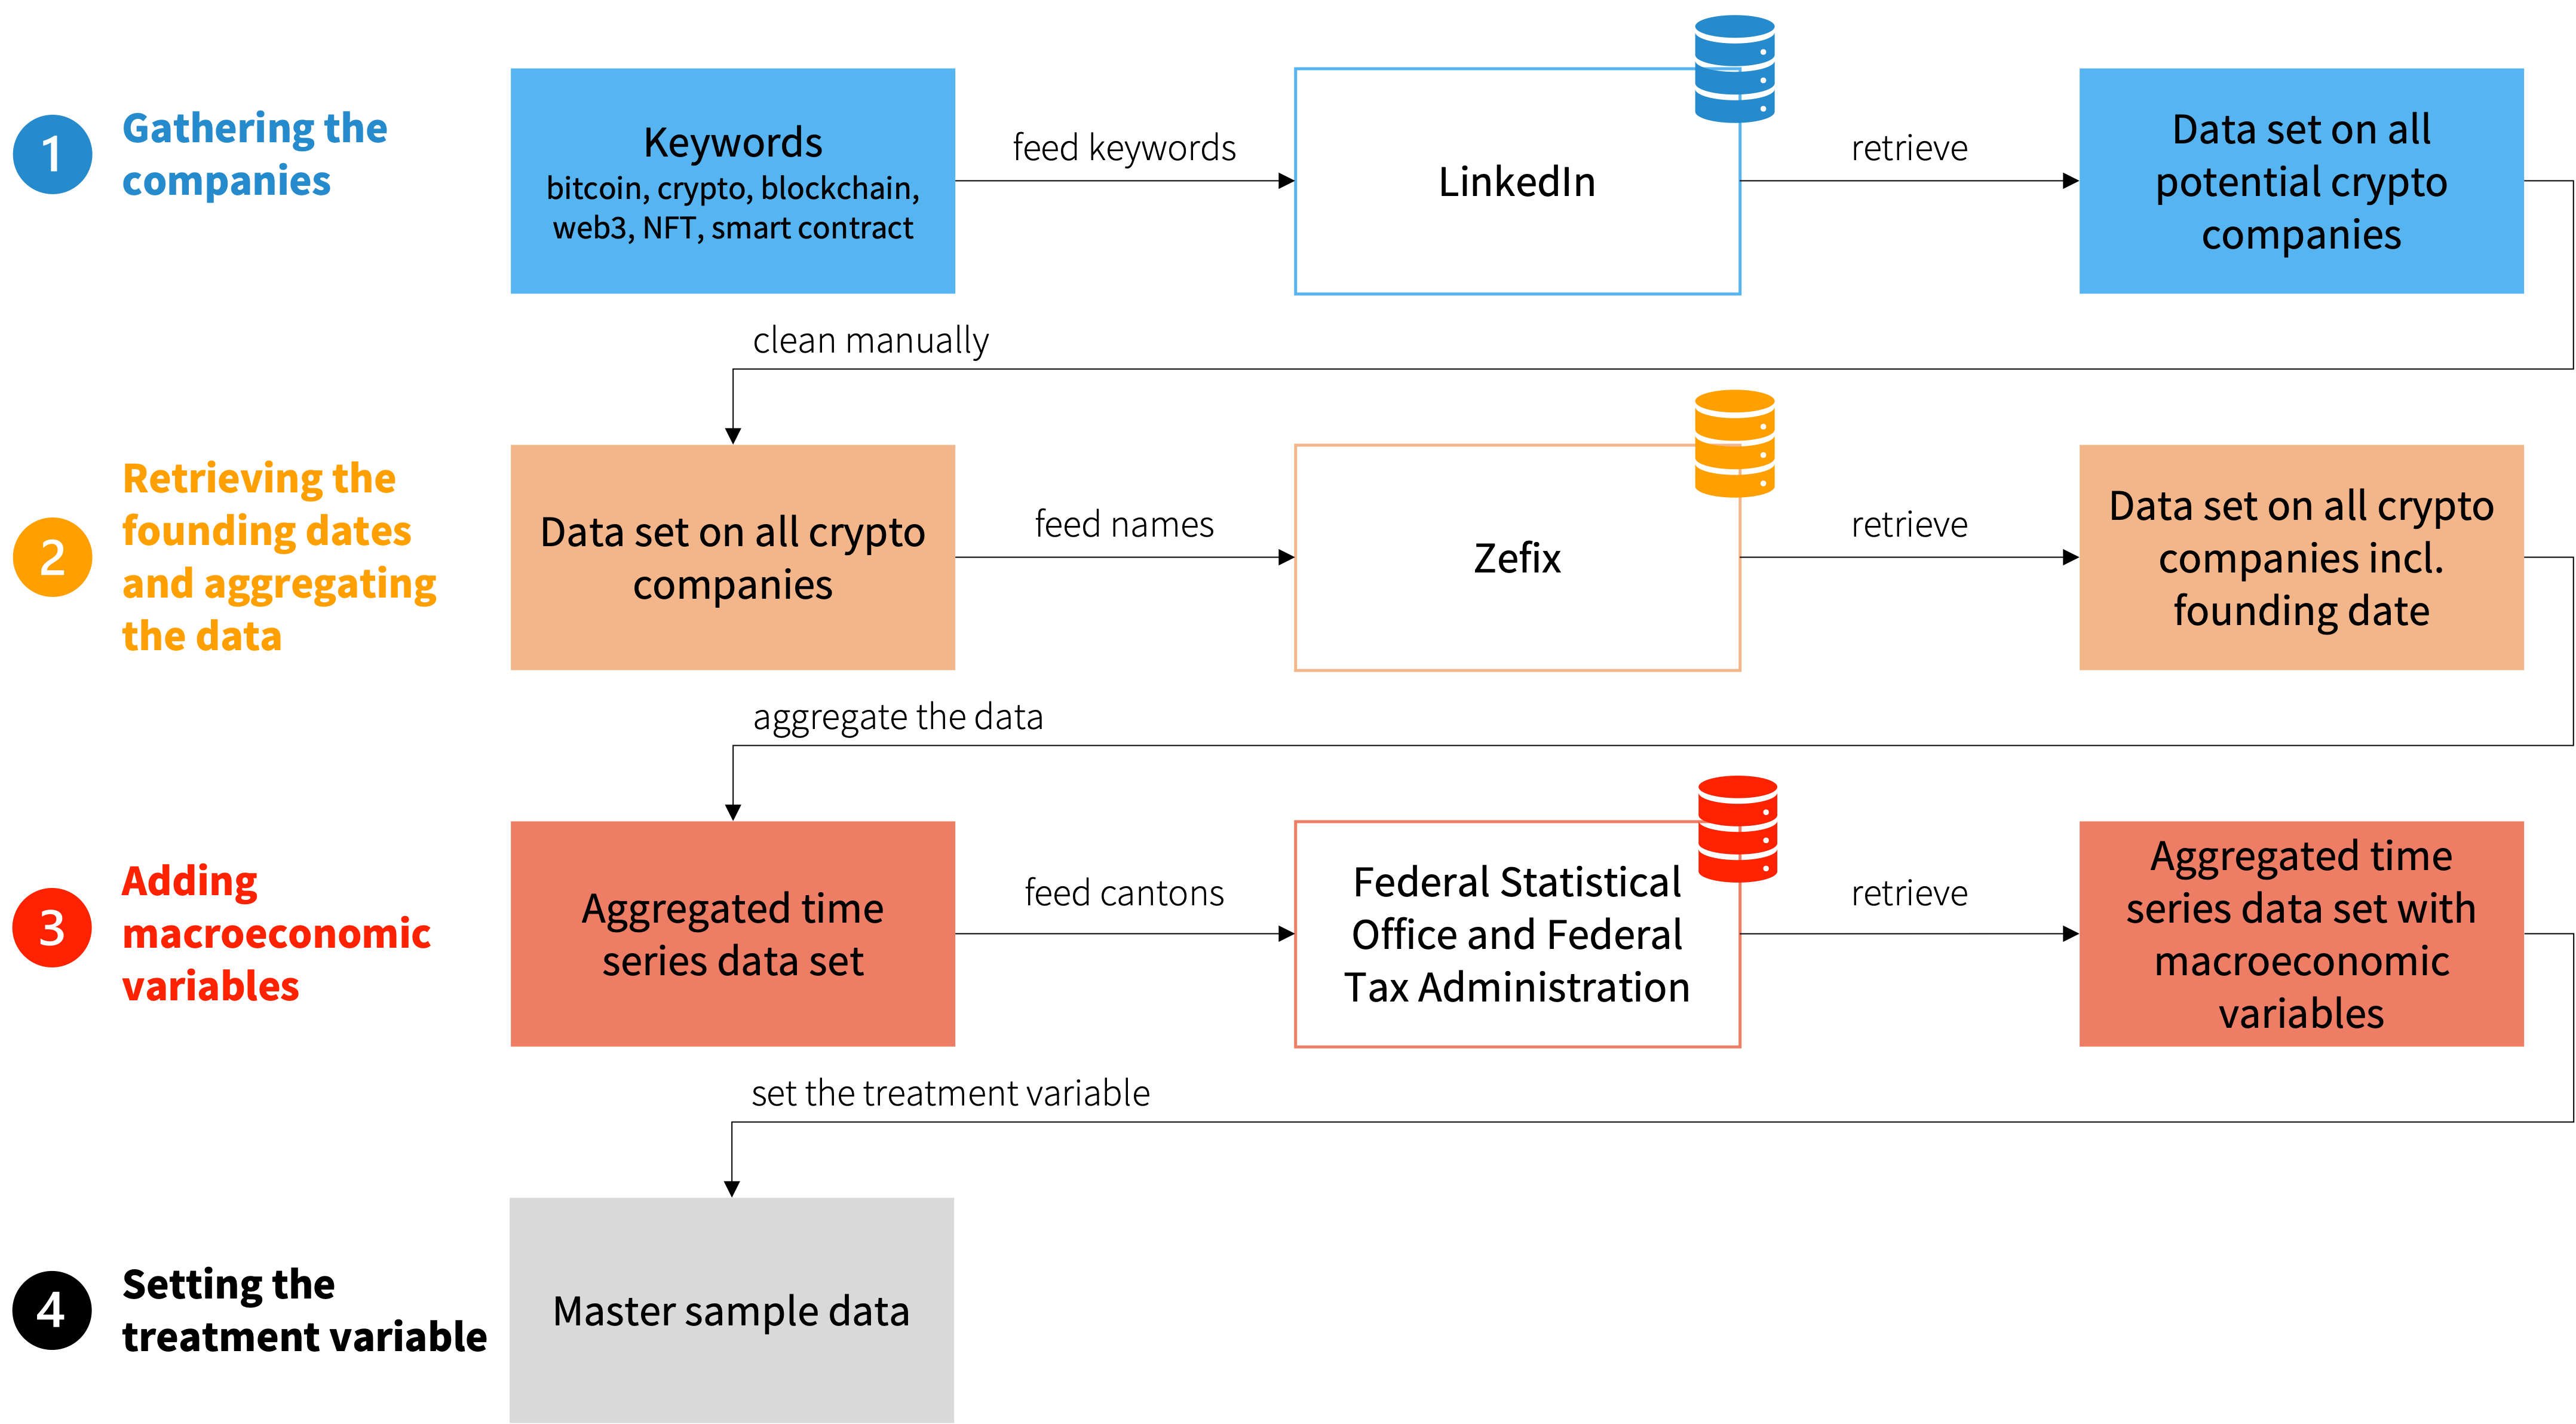 1
Gathering the
companies
Keywords
bitcoin, crypto, blockchain,
web3, NFT, smart contract
feed keywords
LinkedIn
retrieve
Data set on all
potential crypto
companies
clean manually
2
Retrieving the
founding dates
and aggregating
the data
Data set on all crypto
companies
feed names
Zefix
retrieve
Data set on all crypto
companies incl.
founding date
aggregate the data
3
Adding
macroeconomic
variables
Aggregated time
series data set
feed cantons
Federal Statistical
Office and Federal
Tax Administration
retrieve
Aggregated time
series data set with
macroeconomic
variables
set the treatment variable
4
Setting the
treatment variable
Master sample data